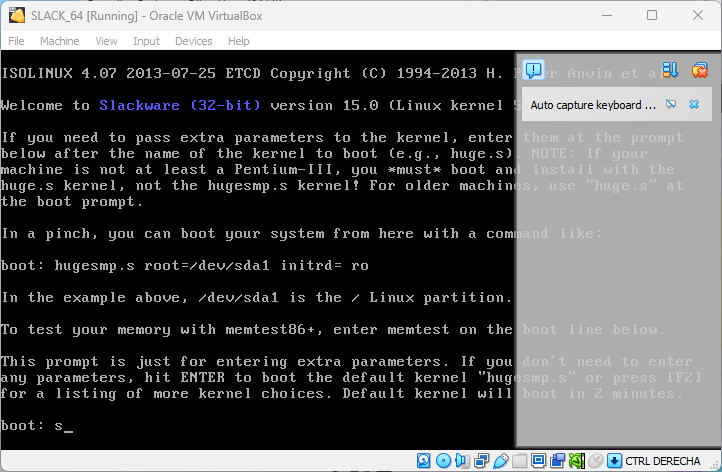 SLACK_64 [Running] - Oracle VM VirtualBox
File Machine View Input Devices Help
ISOLINUX 4.07 2013-07-25 ETCD Copyright (C) 1994-2013 H. Peter Anvin et al
Welcome to Slackware (32-bit) version 15.0 (Linux kernel 5
Auto capture keyboard ...
If you need to pass extra parameters to the kernel, enter them at the prompt
below after the name of the kernel to boot (e.g., huge.s). NOTE: If your
machine is not at least a Pentium-III, you *must* boot and install with the
huge.s kernel, not the hugesmp.s kernel! For older machines, use "huge.s" at
the boot prompt.
In a pinch, you can boot your system from here with a command like:
boot: hugesmp.s root=/dev/sda1 initrd= ro
In the example above, /dev/sda1 is the / Linux partition.
To test your memory with memtest86+, enter memtest on the boot line below.
This prompt is just for entering extra parameters. If you don't need to enter
any parameters, hit ENTER to boot the default kernel "hugesmp.s" or press [F2]
for a listing of more kernel choices. Default kernel will boot in 2 minutes.
boot: s_
CTRL DERECHA